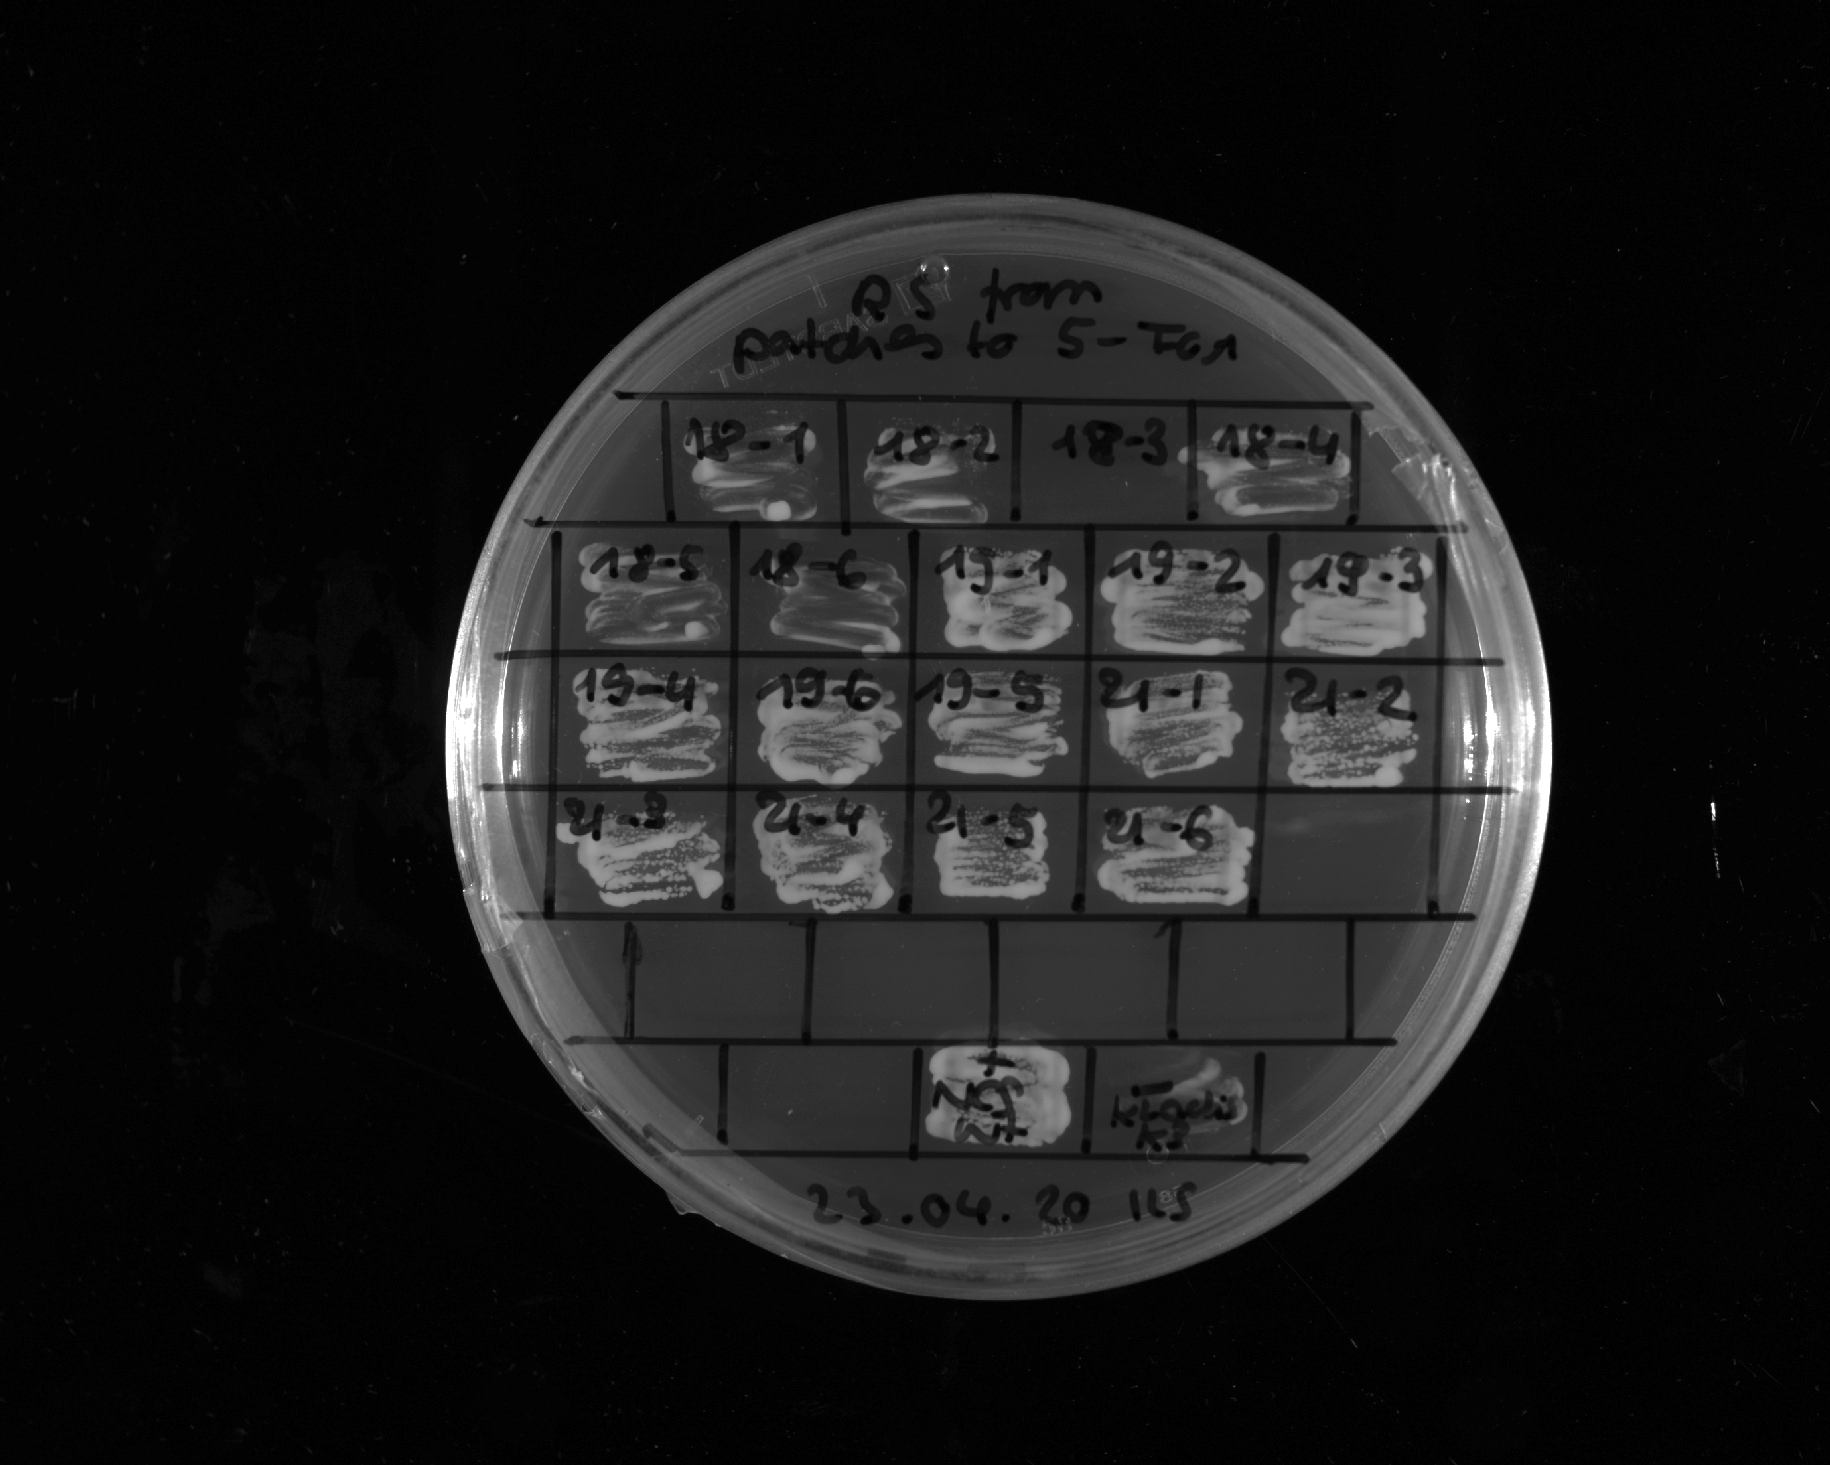 RS from
patches to 5-FOA
18-1 18-2 18-3 18-4
18-5 18-6 19-1 19-2 19-3
19-4 19-6 19-5 21-1 21-2
21-3 21-4 21-5 21-6
+
-
wt
K3
23.04.20